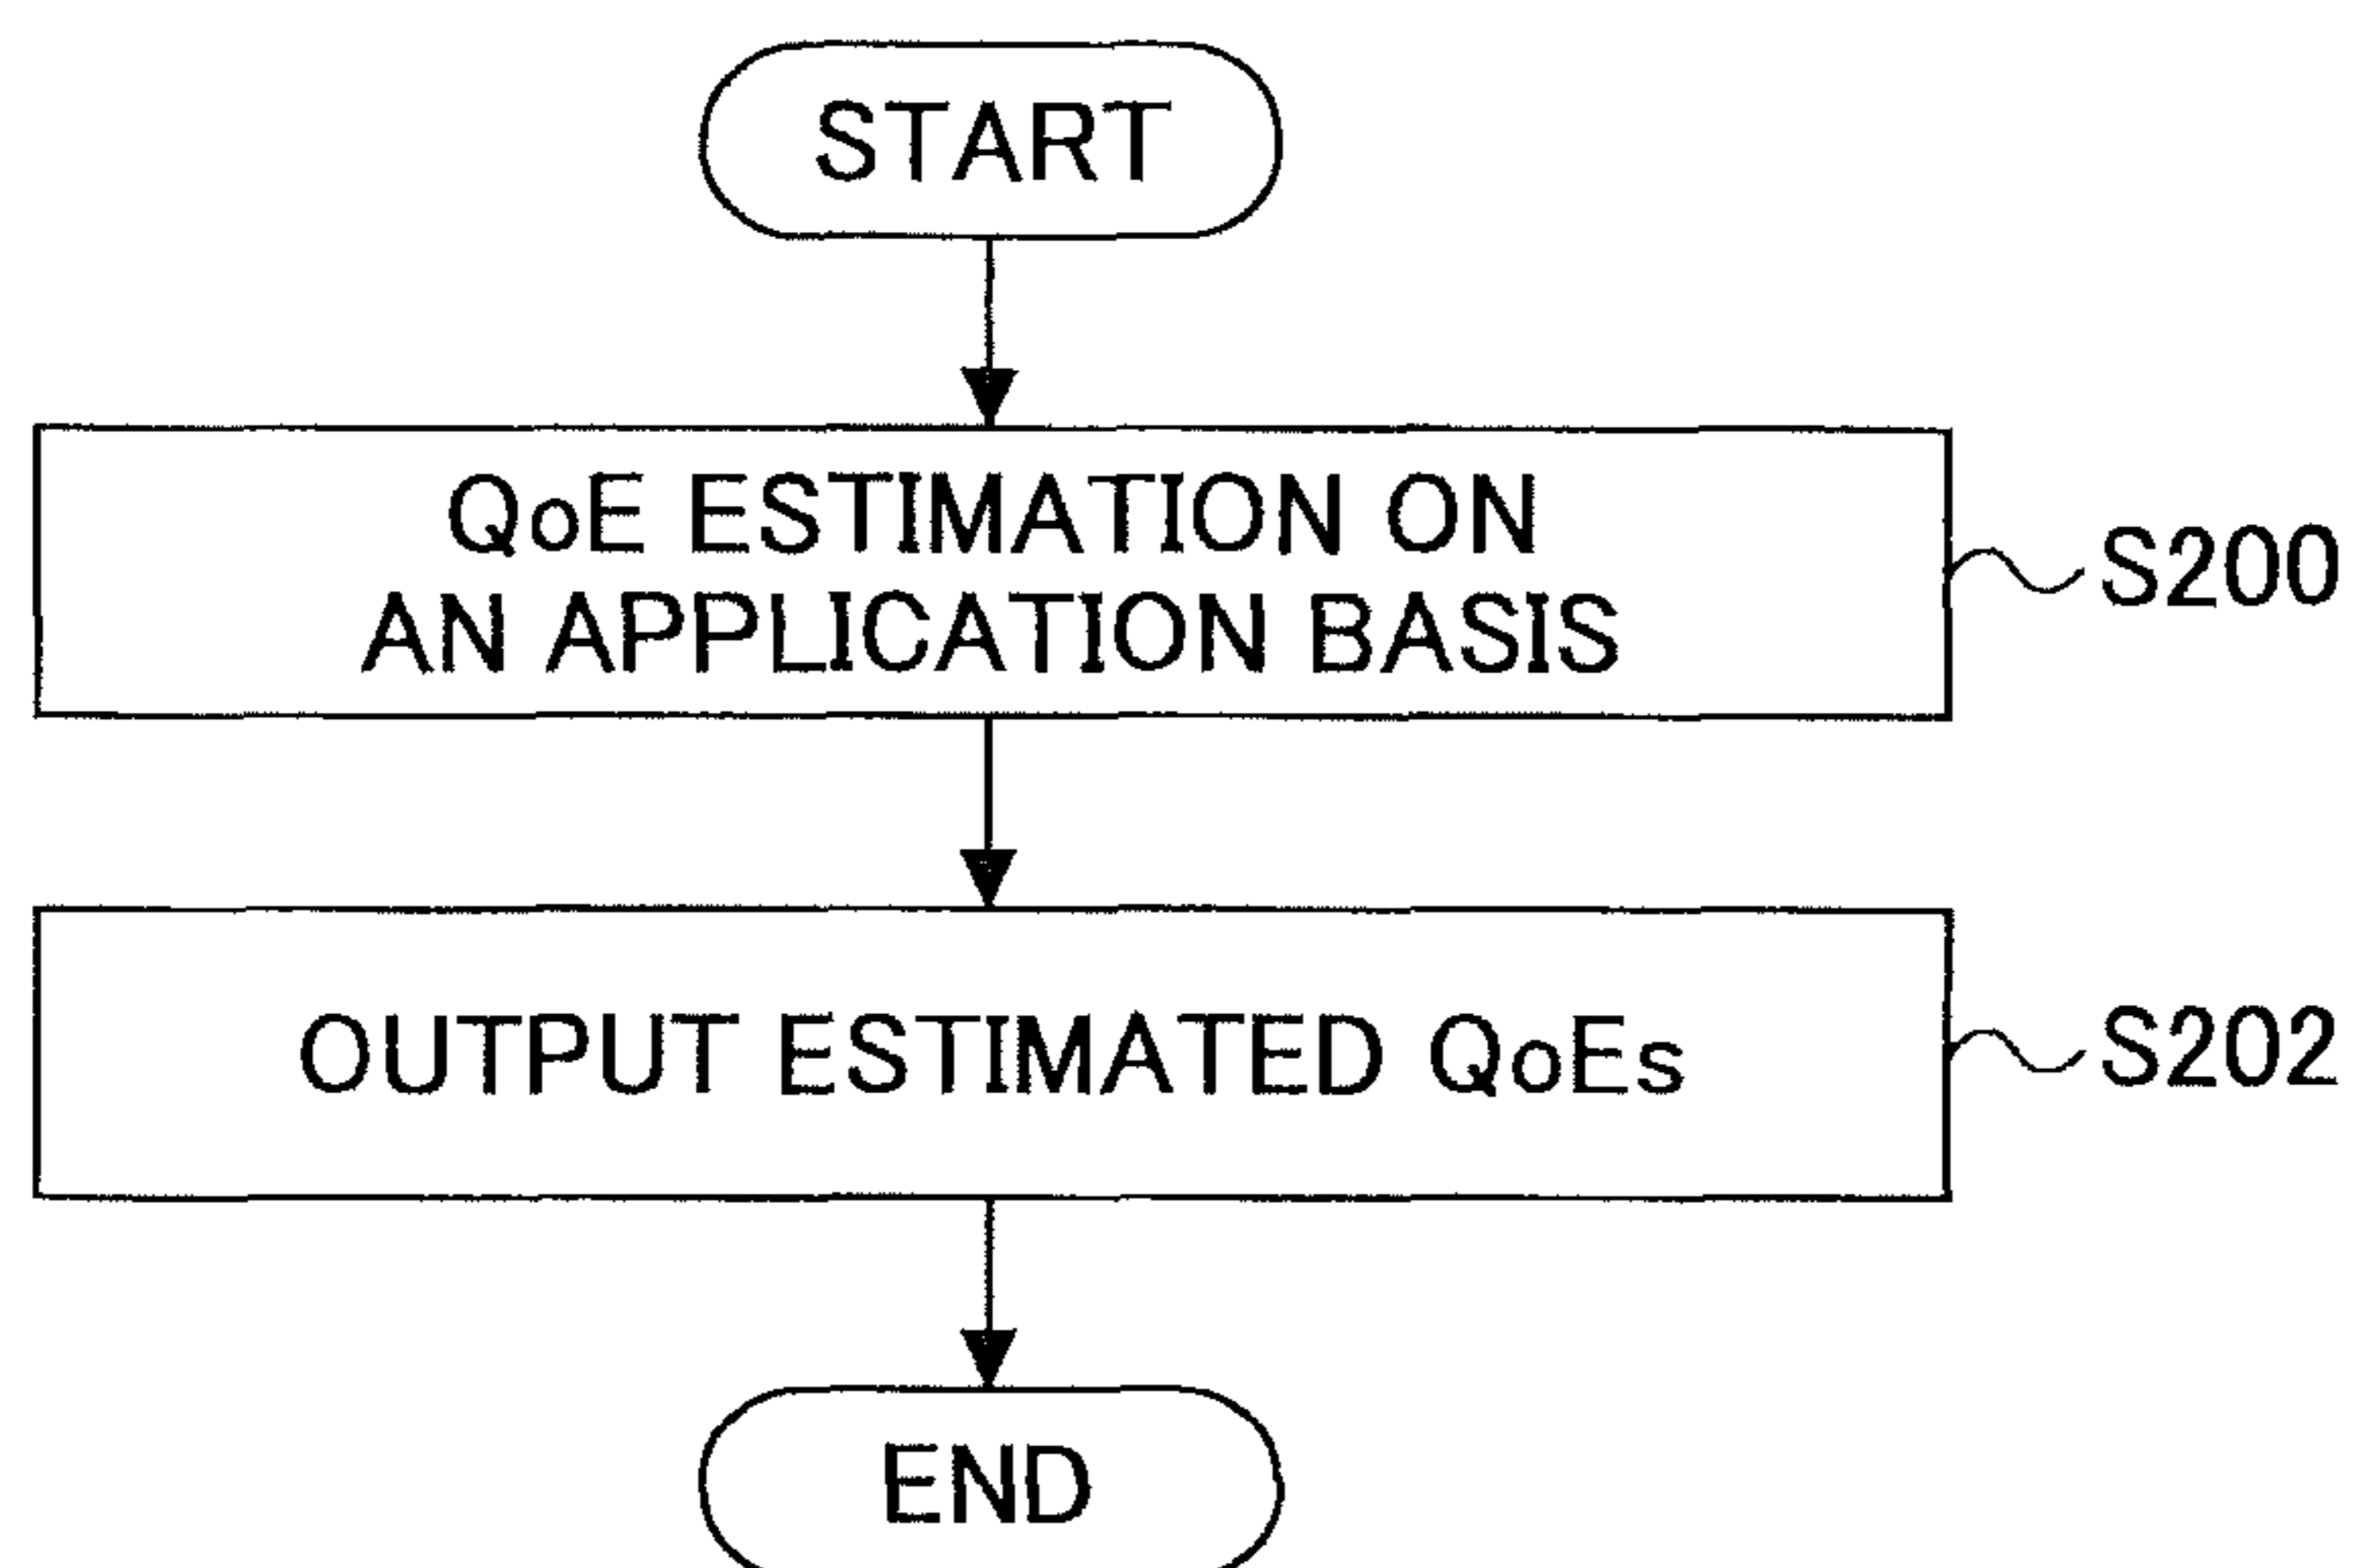 START
QoE ESTIMATION ON
AN APPLICATION BASIS
S200
OUTPUT ESTIMATED QoEs
S202
END